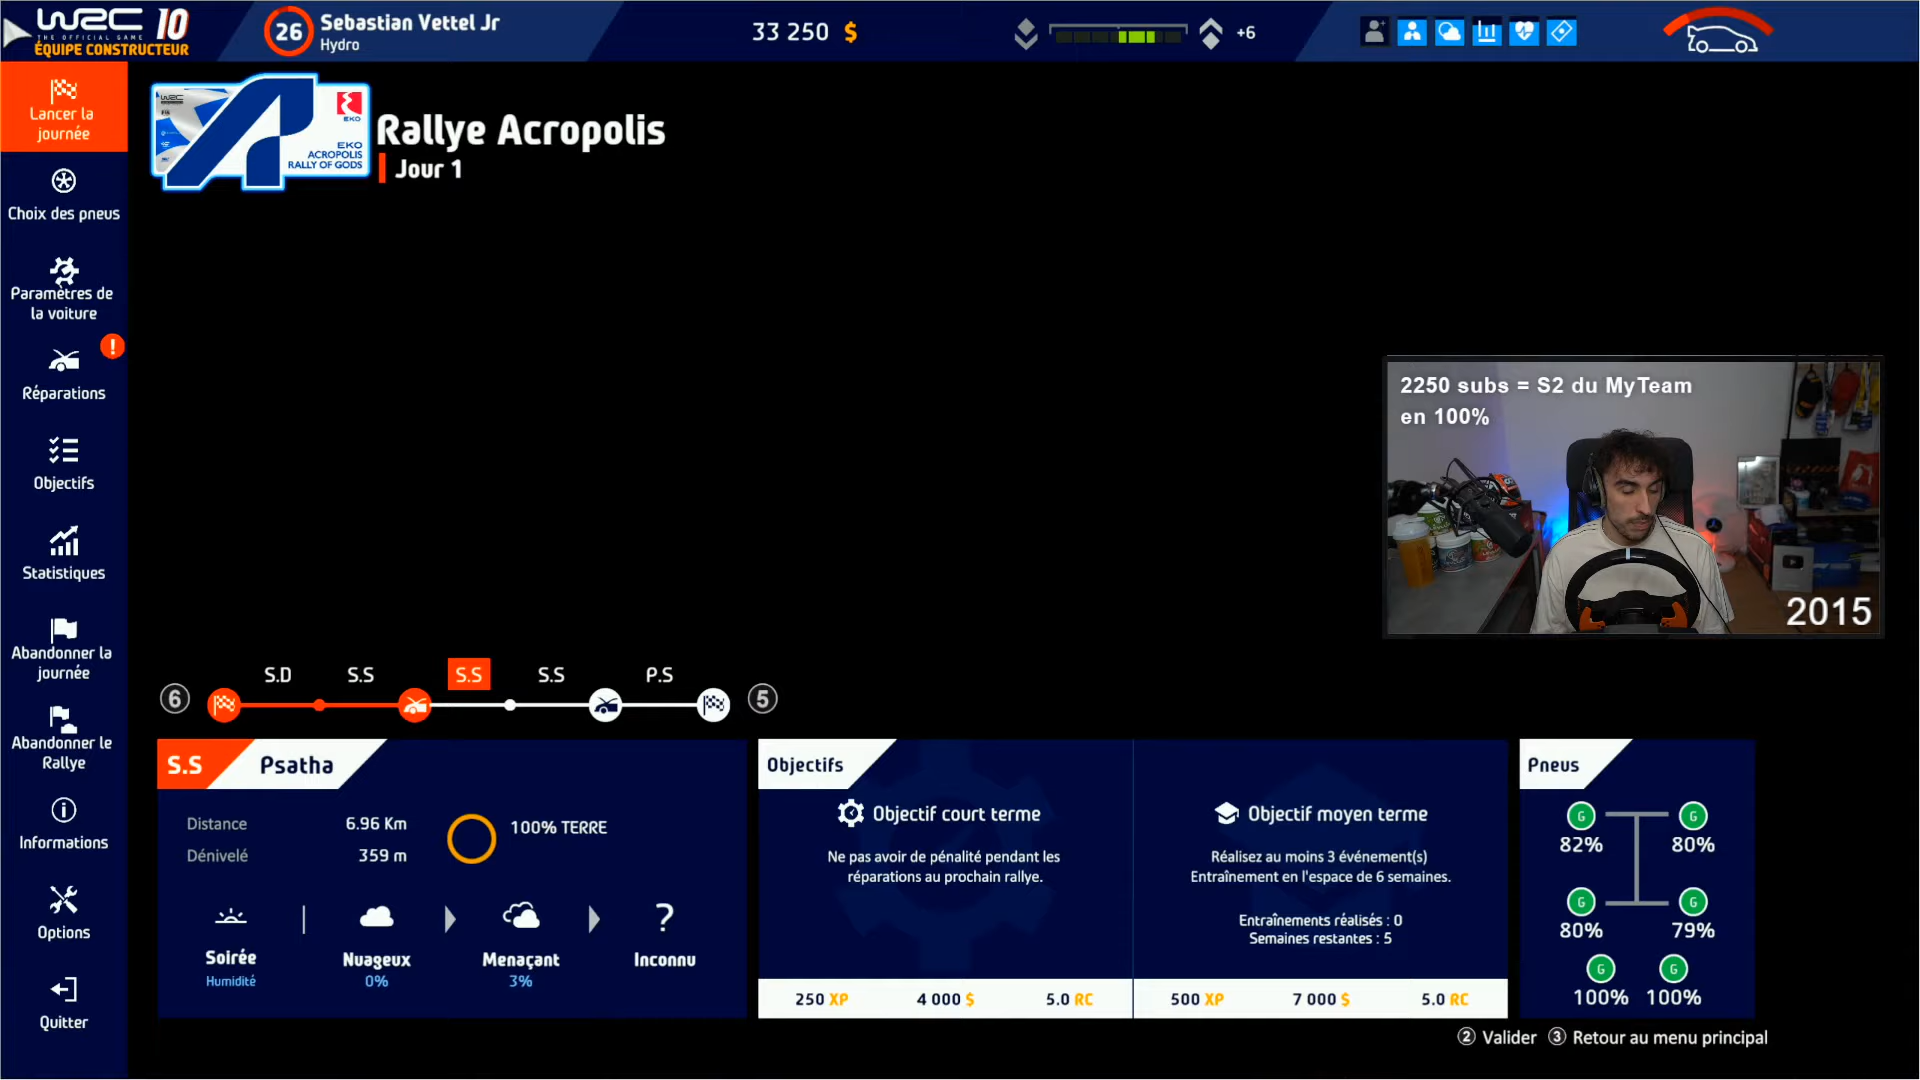 WRC 10
THE OFFICIAL GAME
ÉQUIPE CONSTRUCTEUR
26
Sebastian Vettel Jr
Hydro
33 250 $
+6
Lancer la
journée
Choix des pneus
Paramètres de
la voiture
!
Réparations
Objectifs
Statistiques
Abandonner la
journée
Abandonner le
Rallye
Informations
Options
Quitter
WRC
EKO
EKO
ACROPOLIS
RALLY OF GODS
Rallye Acropolis
Jour 1
2250 subs = S2 du MyTeam
en 100%
2015
S.D S.S S.S S.S P.S
6 5
S.S Psatha
Distance 6.96 Km
Dénivelé 359 m
100% TERRE
Soirée Nuageux Menaçant ? Inconnu
Humidité 0% 3%
Objectifs
Objectif court terme
Ne pas avoir de pénalité pendant les
réparations au prochain rallye.
250 XP 4 000 $ 5.0 RC
Objectif moyen terme
Réalisez au moins 3 événement(s)
Entraînement en l'espace de 6 semaines.
Entraînements réalisés : 0
Semaines restantes : 5
500 XP 7 000 $ 5.0 RC
Pneus
G G
82% 80%
G G
80% 79%
G G
100% 100%
2 Valider 3 Retour au menu principal